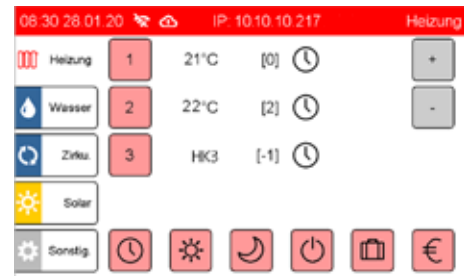 08:30 28.01.20 IP: 10.10.10.217 Heizung
Heizung 1 21°C [0] +
Wasser 2 22°C [2] -
Zirku. 3 HK3 [-1]
Solar
Sonstig. €